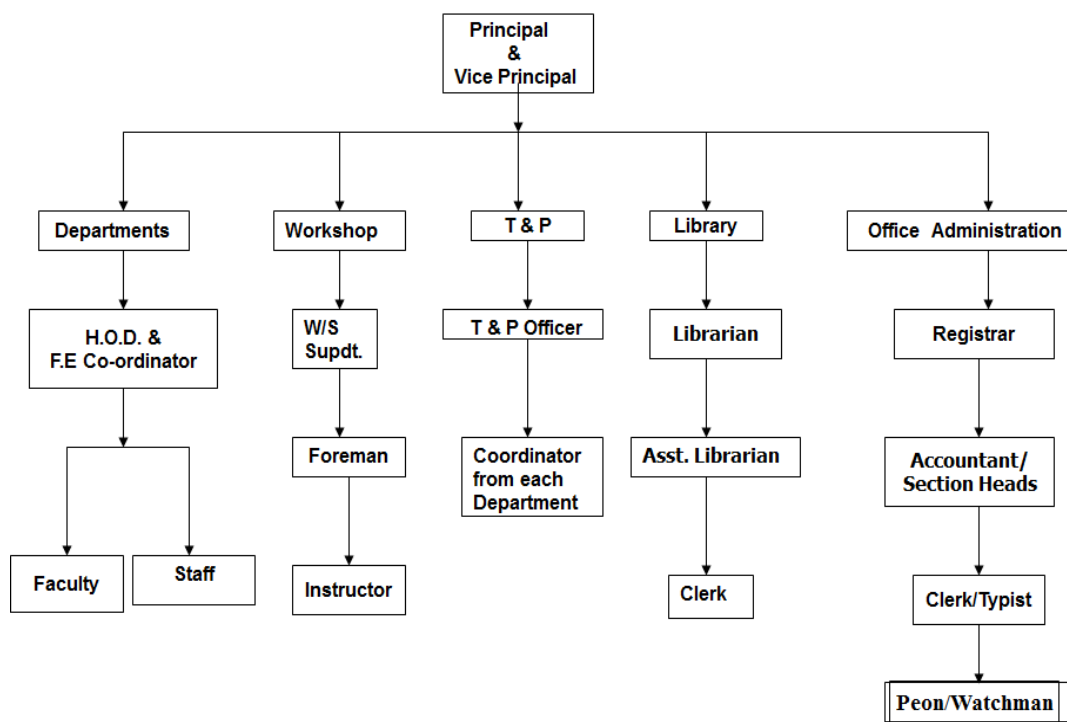 Principal
&
Vice Principal
Departments
Workshop
T & P
Library
Office Administration
H.O.D. &
F.E Co-ordinator
W/S
Supdt.
T & P Officer
Librarian
Registrar
Foreman
Coordinator
from each
Department
Asst. Librarian
Accountant/
Section Heads
Faculty
Staff
Instructor
Clerk
Clerk/Typist
Peon/Watchman